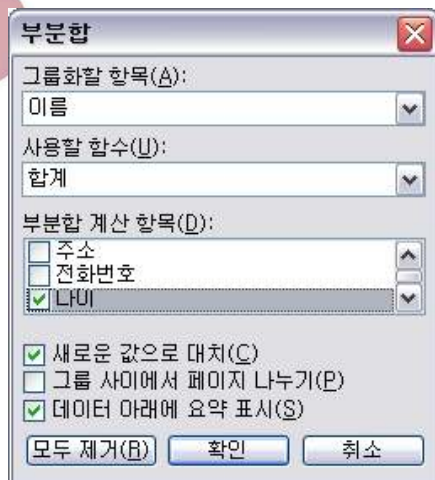 부분합
그룹화할 항목(A):
이름
사용할 함수(U):
합계
부분합 계산 항목(D):
주소
전화번호
나이
새로운 값으로 대치(C)
그룹 사이에서 페이지 나누기(P)
데이터 아래에 요약 표시(S)
모두 제거(R) 확인 취소